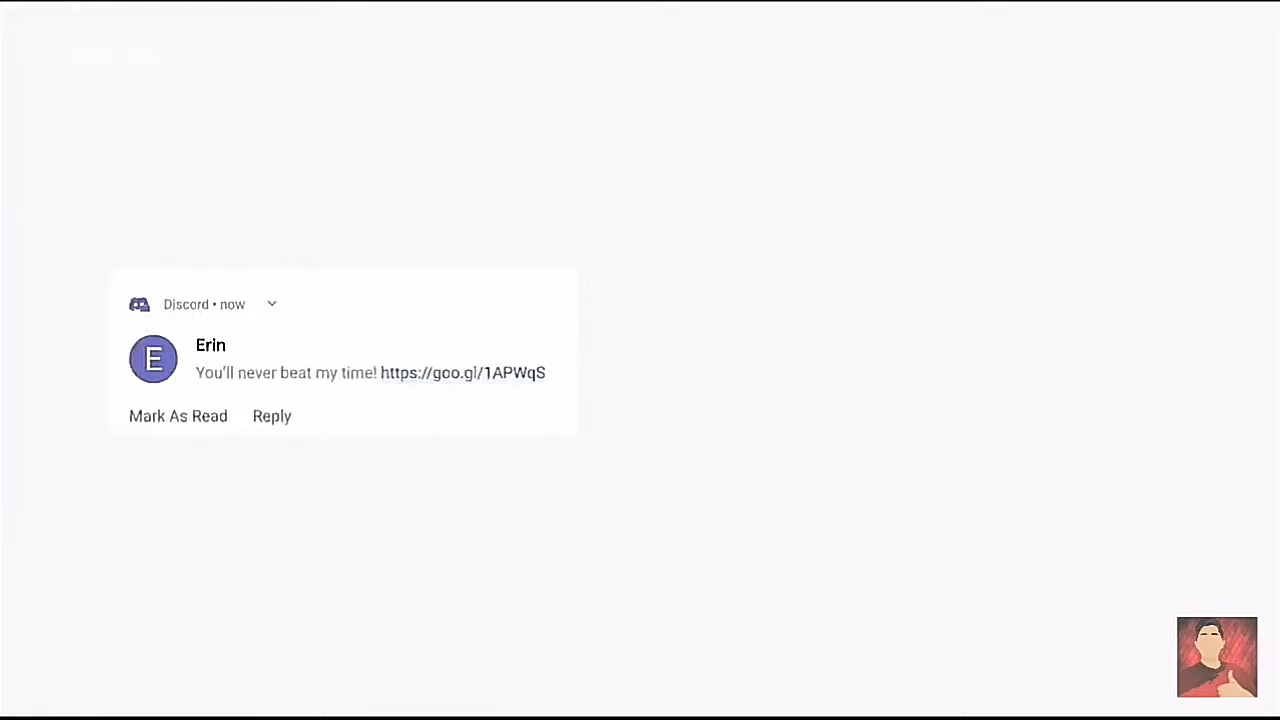 Discord • now
E
Erin
You'll never beat my time! https://goo.gl/1APWqS
Mark As Read Reply